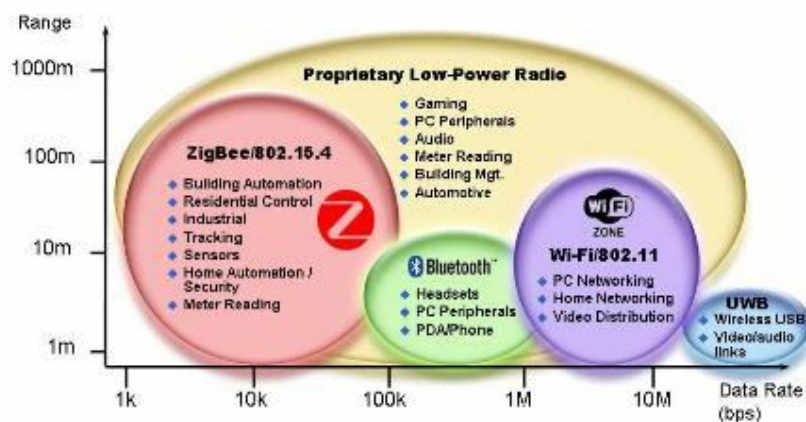 Range
1000m
100m
10m
1m
Proprietary Low-Power Radio
Gaming
PC Peripherals
Audio
Meter Reading
Building Mgt.
Automotive
ZigBee/802.15.4
Building Automation
Residential Control
Industrial
Tracking
Sensors
Home Automation /
Security
Meter Reading
Bluetooth™
Headsets
PC Peripherals
PDA/Phone
Wi Fi
ZONE
Wi-Fi/802.11
PC Networking
Home Networking
Video Distribution
UWB
Wireless USB
Video/audio
links
1k
10k
100k
1M
10M
Data Rate
(bps)